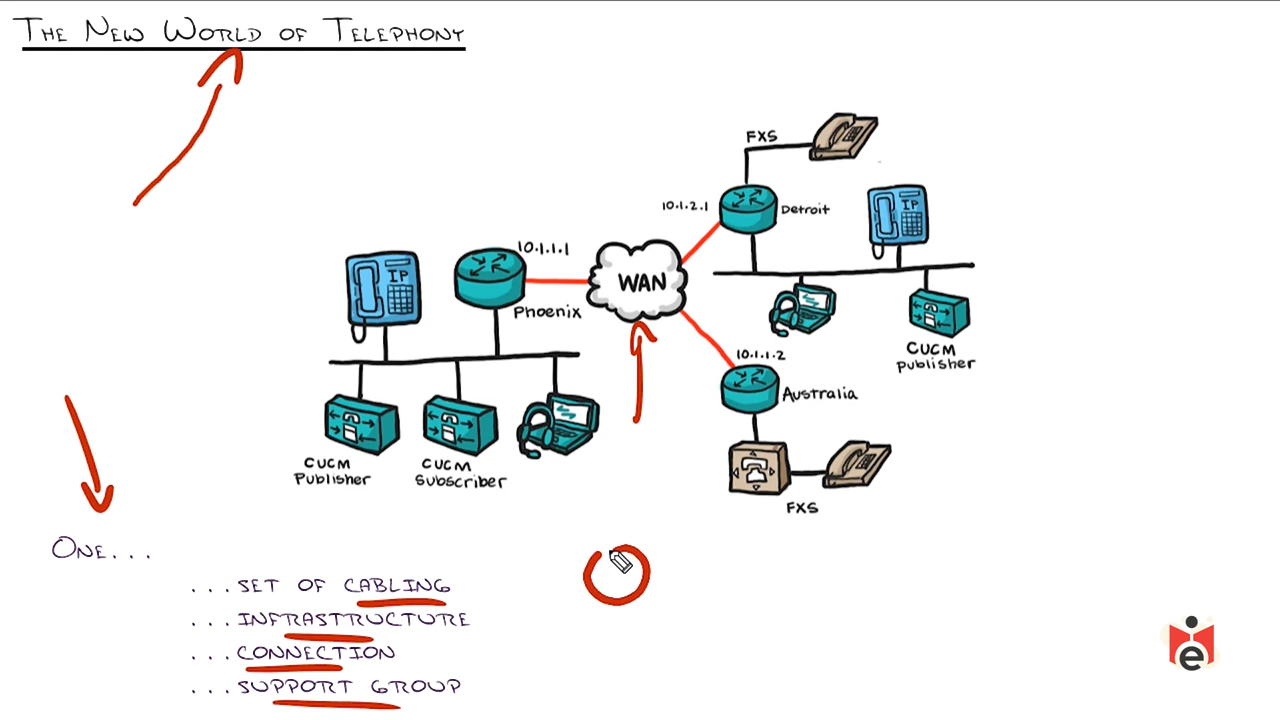 THE NEW WORLD OF TELEPHONY
FXS
10.1.2.1
Detroit
IP
10.1.1.1
IP
WAN
Phoenix
10.1.1.2
CUCM
Publisher
Australia
CUCM
Publisher
CUCM
Subscriber
FXS
ONE...
...SET OF CABLING
...INFRASTRUCTURE
...CONNECTION
...SUPPORT GROUP
e